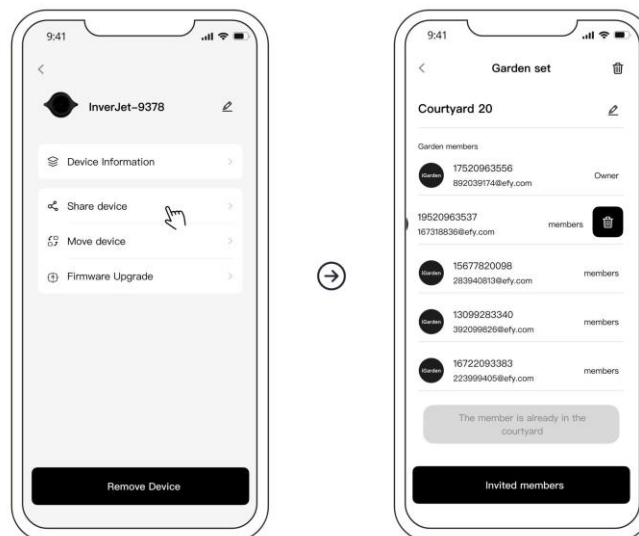 9:41
InverJet-9378
Device Information
Share device
Move device
Firmware Upgrade
Remove Device
9:41
Garden set
Courtyard 20
Garden members
iGarden
17520963556
892039174@efy.com
Owner
19520963537
167318836@efy.com
members
iGarden
15677820098
283940813@efy.com
members
iGarden
13099283340
392099826@efy.com
members
iGarden
16722093383
223999405@efy.com
members
The member is already in the
courtyard
Invited members